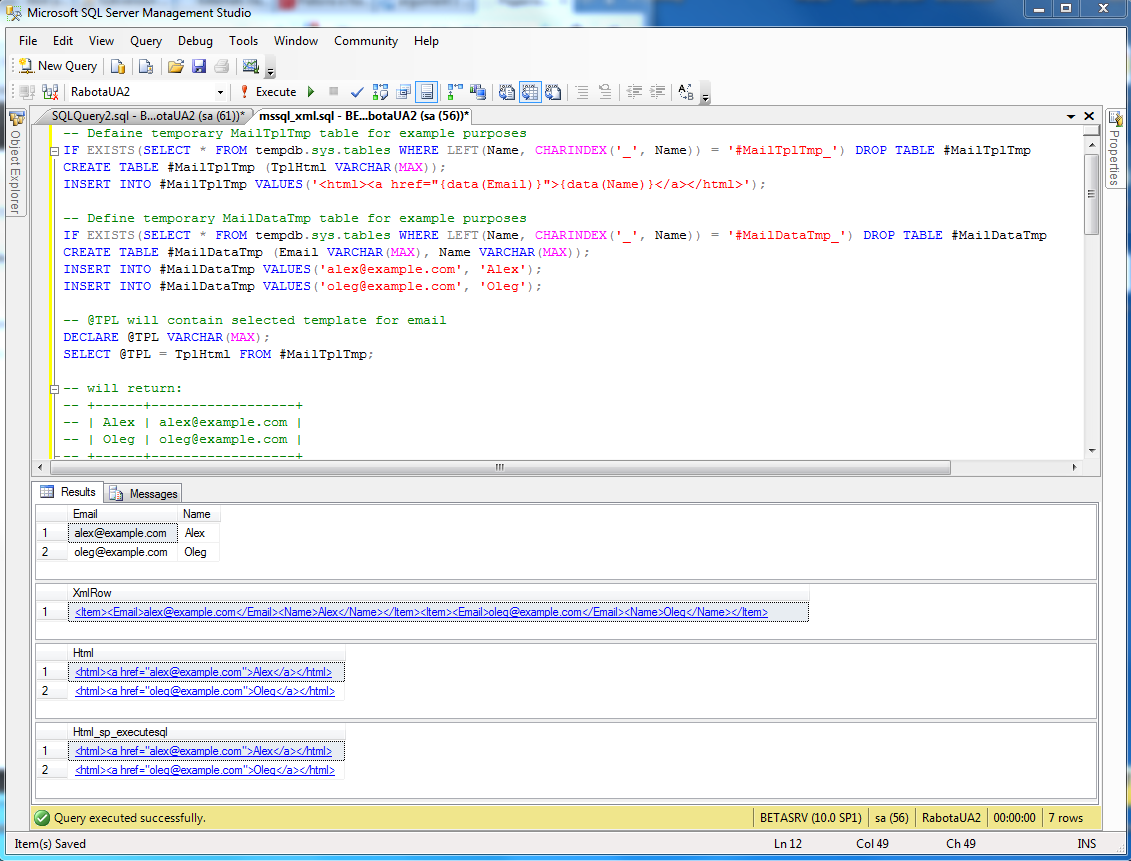 Microsoft SQL Server Management Studio
File Edit View Query Debug Tools Window Community Help
New Query
RabotaUA2 Execute
SQLQuery2.sql - B...otaUA2 (sa (61))* mssql_xml.sql - BE...botaUA2 (sa (56))*
Object Explorer
Properties
-- Defaine temporary MailTplTmp table for example purposes
IF EXISTS(SELECT * FROM tempdb.sys.tables WHERE LEFT(Name, CHARINDEX('_', Name)) = '#MailTplTmp_') DROP TABLE #MailTplTmp
CREATE TABLE #MailTplTmp (TplHtml VARCHAR(MAX));
INSERT INTO #MailTplTmp VALUES('<html><a href="{data(Email)}">{data(Name)}</a></html>');
-- Define temporary MailDataTmp table for example purposes
IF EXISTS(SELECT * FROM tempdb.sys.tables WHERE LEFT(Name, CHARINDEX('_', Name)) = '#MailDataTmp_') DROP TABLE #MailDataTmp
CREATE TABLE #MailDataTmp (Email VARCHAR(MAX), Name VARCHAR(MAX));
INSERT INTO #MailDataTmp VALUES('alex@example.com', 'Alex');
INSERT INTO #MailDataTmp VALUES('oleg@example.com', 'Oleg');
-- @TPL will contain selected template for email
DECLARE @TPL VARCHAR(MAX);
SELECT @TPL = TplHtml FROM #MailTplTmp;
-- will return:
-- +------+------------------+
-- | Alex | alex@example.com |
-- | Oleg | oleg@example.com |
-- +------+------------------+
Results Messages
Email Name
1 alex@example.com Alex
2 oleg@example.com Oleg
XmlRow
1 <Item><Email>alex@example.com</Email><Name>Alex</Name></Item><Item><Email>oleg@example.com</Email><Name>Oleg</Name></Item>
Html
1 <html><a href="alex@example.com">Alex</a></html>
2 <html><a href="oleg@example.com">Oleg</a></html>
Html_sp_executesql
1 <html><a href="alex@example.com">Alex</a></html>
2 <html><a href="oleg@example.com">Oleg</a></html>
Query executed successfully. BETASRV (10.0 SP1) sa (56) RabotaUA2 00:00:00 7 rows
Item(s) Saved Ln 12 Col 49 Ch 49 INS